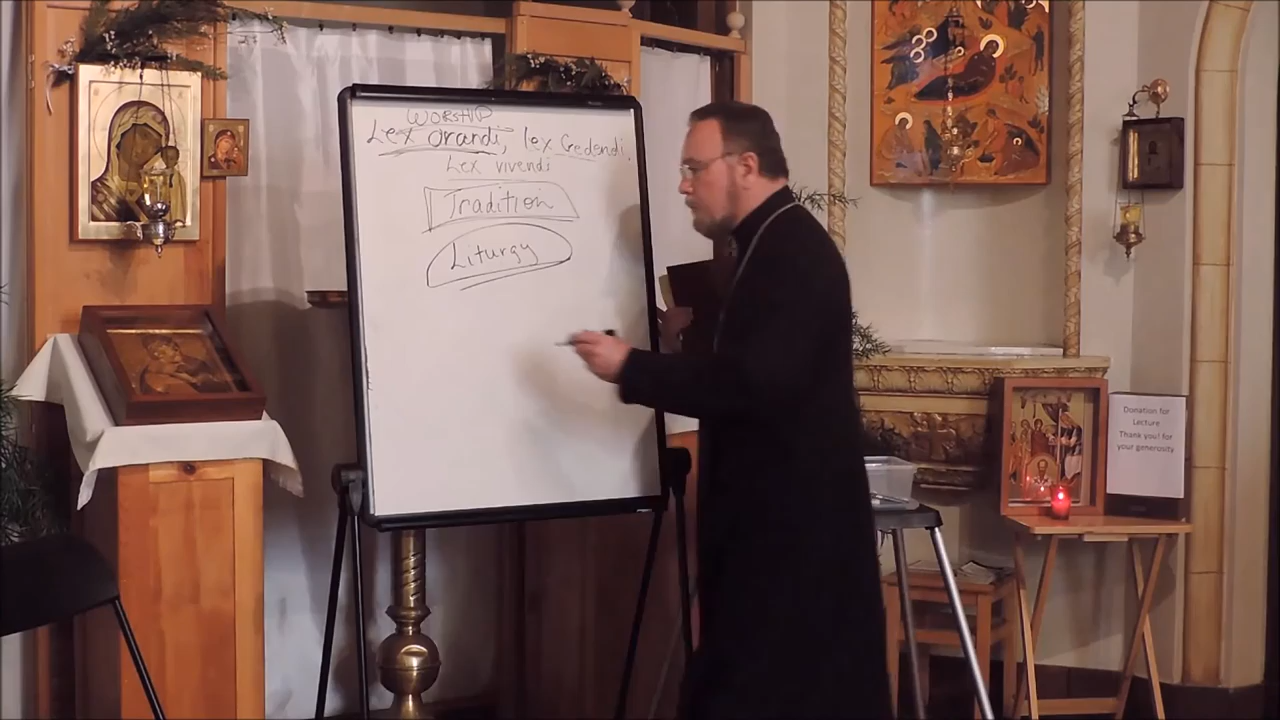 WORSHIP
Lex orandi, lex Credendi.
Lex vivendi
Tradition
Liturgy
Donation for
Lecture
Thank you! for
your generosity